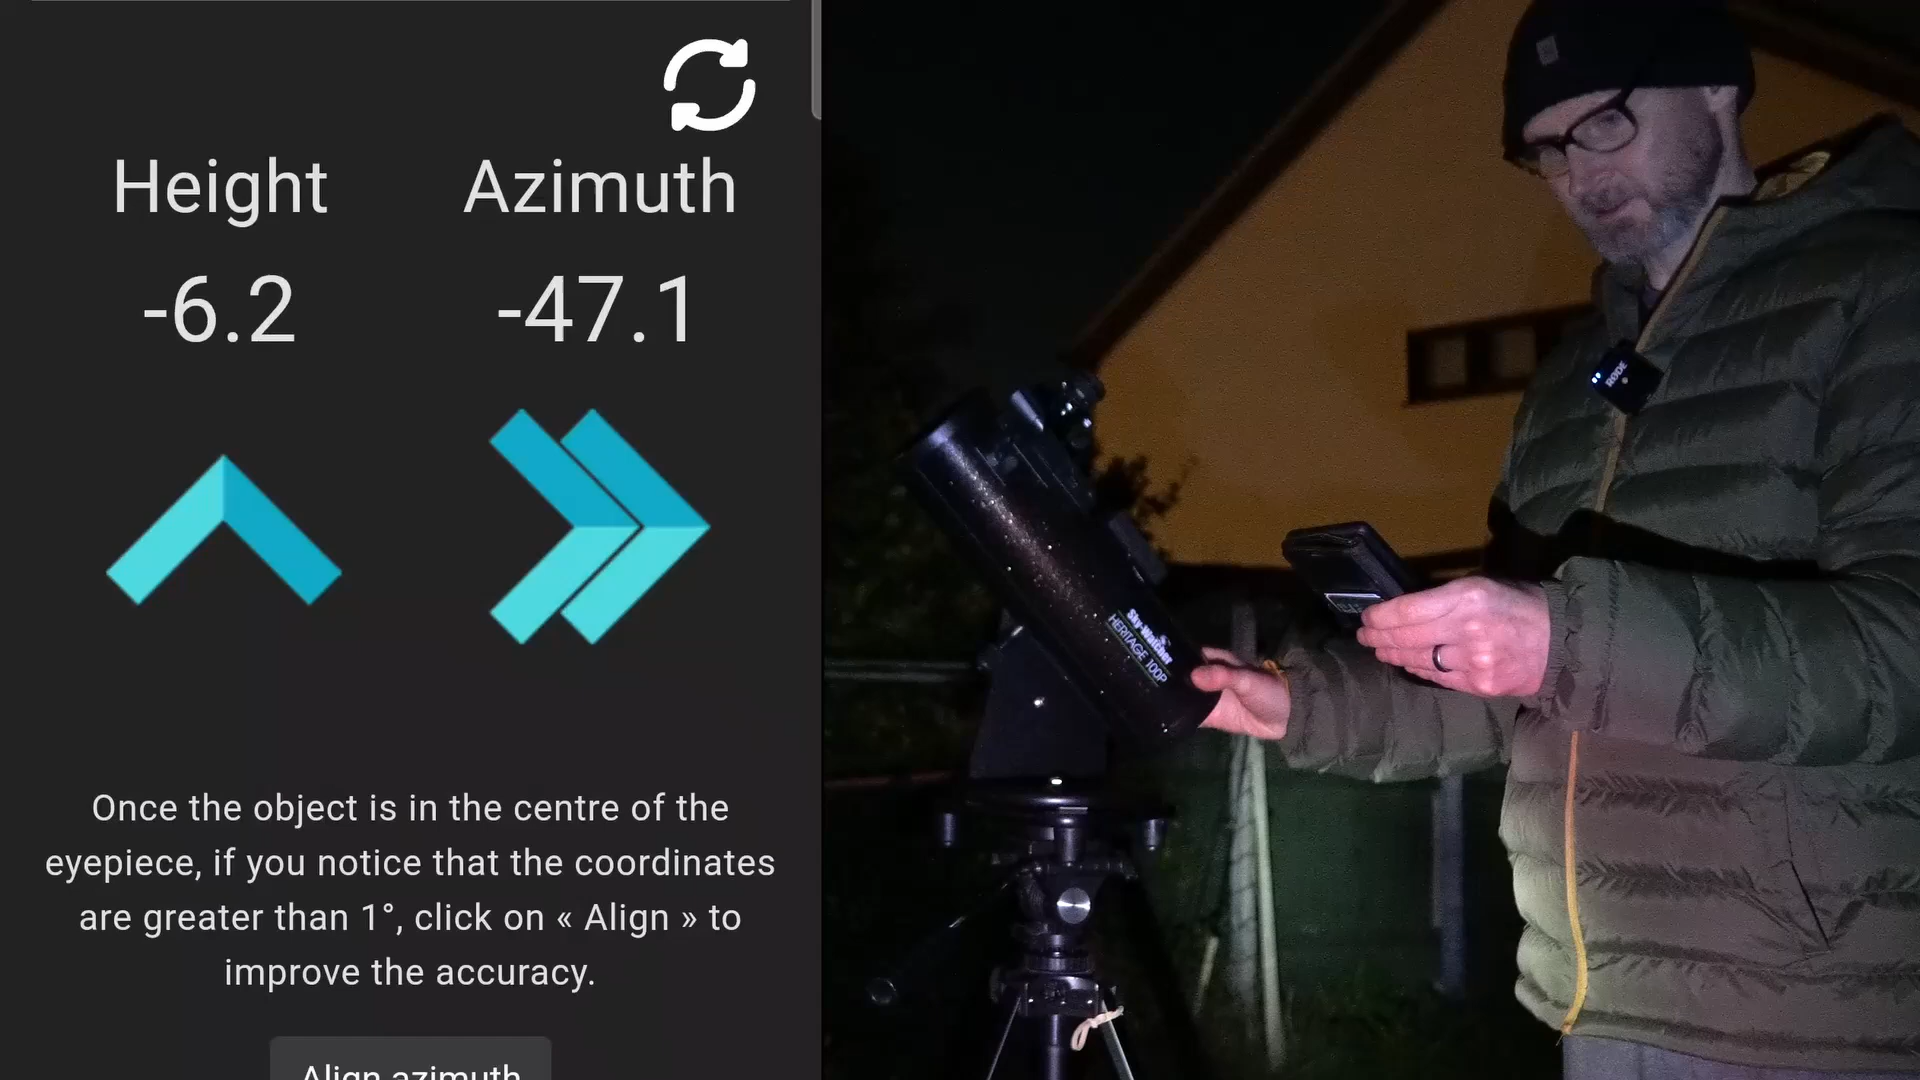 Height
Azimuth
-6.2
-47.1
Once the object is in the centre of the
eyepiece, if you notice that the coordinates
are greater than 1°, click on « Align » to
improve the accuracy.
Align azimuth
RØDE
Sky-Watcher
HERITAGE 100P